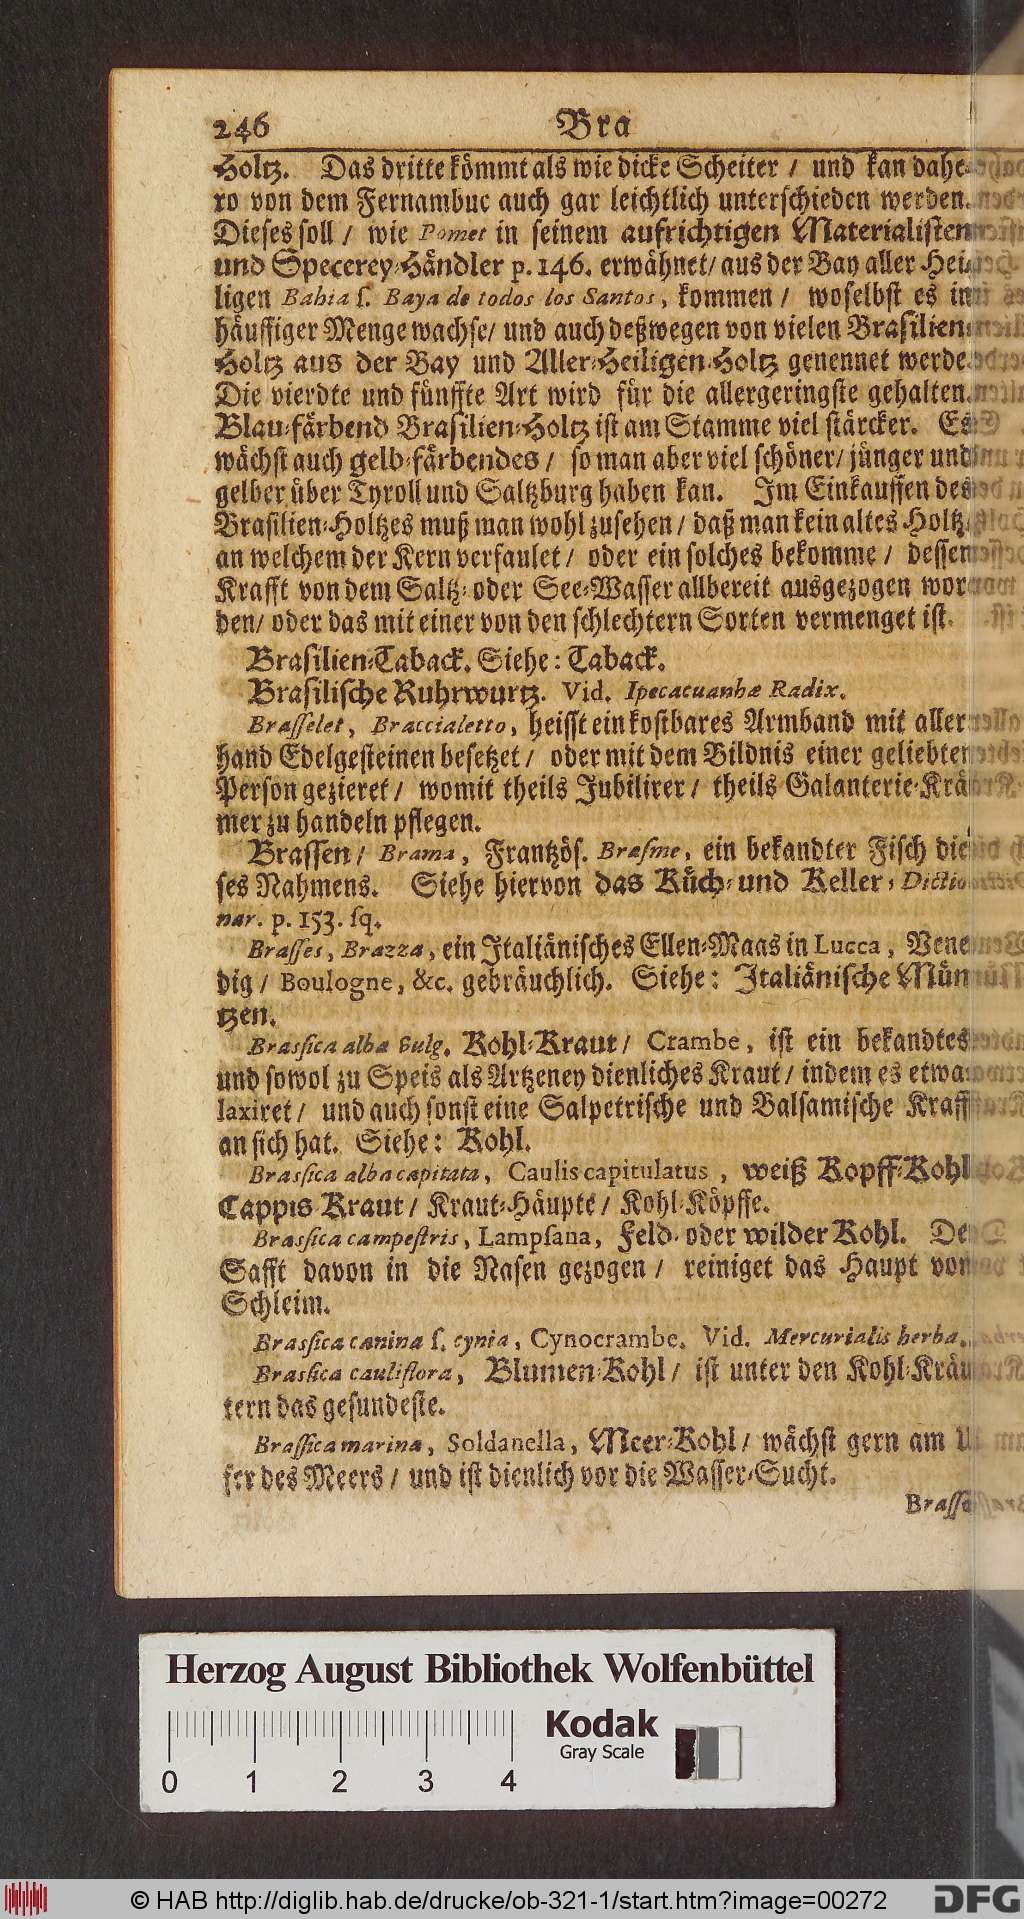 246 Bra
Holtz. Das dritte kömmt als wie dicke Scheiter / und kan dahe-
ro von dem Fernambuc auch gar leichtlich unterschieden werden.
Dieses soll / wie Pomet in seinem aufrichtigen Materialisten
und Specerey-Händler p. 146. erwähnet / aus der Bay aller Hei-
ligen Bahia ſ. Baya de todos los Santos, kommen / woselbst es in
häuffiger Menge wachse / und auch deßwegen von vielen Brasilien-
Holtz aus der Bay und Aller-Heiligen-Holtz genennet werde.
Die vierdte und fünffte Art wird für die allergeringste gehalten.
Blau-färbend Brasilien-Holtz ist am Stamme viel stärcker. Es
wächst auch gelb-färbendes / so man aber viel schöner / jünger und
gelber über Tyroll und Saltzburg haben kan. Im Einkauffen des
Brasilien-Holtzes muß man wohl zusehen / daß man kein altes Holtz
an welchem der Kern verfaulet / oder ein solches bekomme / dessen
Krafft von dem Saltz- oder See-Wasser allbereit ausgezogen wor-
den / oder das mit einer von den schlechtern Sorten vermenget ist.
Brasilien-Taback. Siehe: Taback.
Brasilische Ruhrwurtz. Vid. Ipecacuanhæ Radix.
Brasselet, Braccialetto, heisst ein kostbares Armband mit aller
hand Edelgesteinen besetzet / oder mit dem Bildnis einer geliebten
Person gezieret / womit theils Jubilirer / theils Galanterie-Krä
mer zu handeln pflegen.
Brassen / Brama, Frantzös. Brasme, ein bekandter Fisch die
ses Nahmens. Siehe hiervon das Küch- und Keller- Dictio
nar. p. 153. sq.
Brasses, Brazza, ein Italiänisches Ellen-Maas in Lucca, Vene
dig / Boulogne, &c. gebräuchlich. Siehe: Italiänische Mün
tzen.
Brassica alba vulg. Kohl-Kraut / Crambe, ist ein bekandtes
und sowol zu Speis als Artzeney dienliches Kraut / indem es etwa
laxiret / und auch sonst eine Salpetrische und Balsamische Kraff
an sich hat. Siehe: Kohl.
Brassica alba capitata, Caulis capitulatus, weiß Kopff-Kohl
Cappis-Kraut / Kraut-Häupte / Kohl-Köpffe.
Brassica campestris, Lampsana, Feld- oder wilder Kohl. De
Safft davon in die Nasen gezogen / reiniget das Haupt von
Schleim.
Brassica canina ſ. cynia, Cynocrambe. Vid. Mercurialis herba.
Brassica cauliflora, Blumen-Kohl / ist unter den Kohl-Kräu
tern das gesundeste.
Brassica marina, Soldanella, Meer-Kohl / wächst gern am U
fer des Meers / und ist dienlich vor die Wasser-Sucht.
Brasse
Herzog August Bibliothek Wolfenbüttel
Kodak
Gray Scale
0 1 2 3 4
© HAB http://diglib.hab.de/drucke/ob-321-1/start.htm?image=00272
DFG